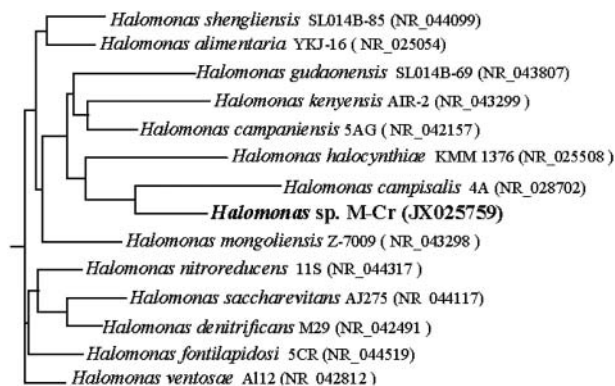 Halomonas shengliensis SL014B-85 (NR_044099)
Halomonas alimentaria YKJ-16 ( NR_025054)
Halomonas gudaonensis SL014B-69 (NR_043807)
Halomonas kenyensis AIR-2 (NR_043299)
Halomonas campaniensis 5AG ( NR_042157)
Halomonas halocynthiae KMM 1376 (NR_025508)
Halomonas campisalis 4A (NR_028702)
Halomonas sp. M-Cr (JX025759)
Halomonas mongoliensis Z-7009 ( NR_043298 )
Halomonas nitroreducens 11S (NR_044317 )
Halomonas saccharevitans AJ275 (NR 044117)
Halomonas denitrificans M29 (NR_042491 )
Halomonas fontilapidosi 5CR (NR_044519)
Halomonas ventosae Al12 (NR_042812 )